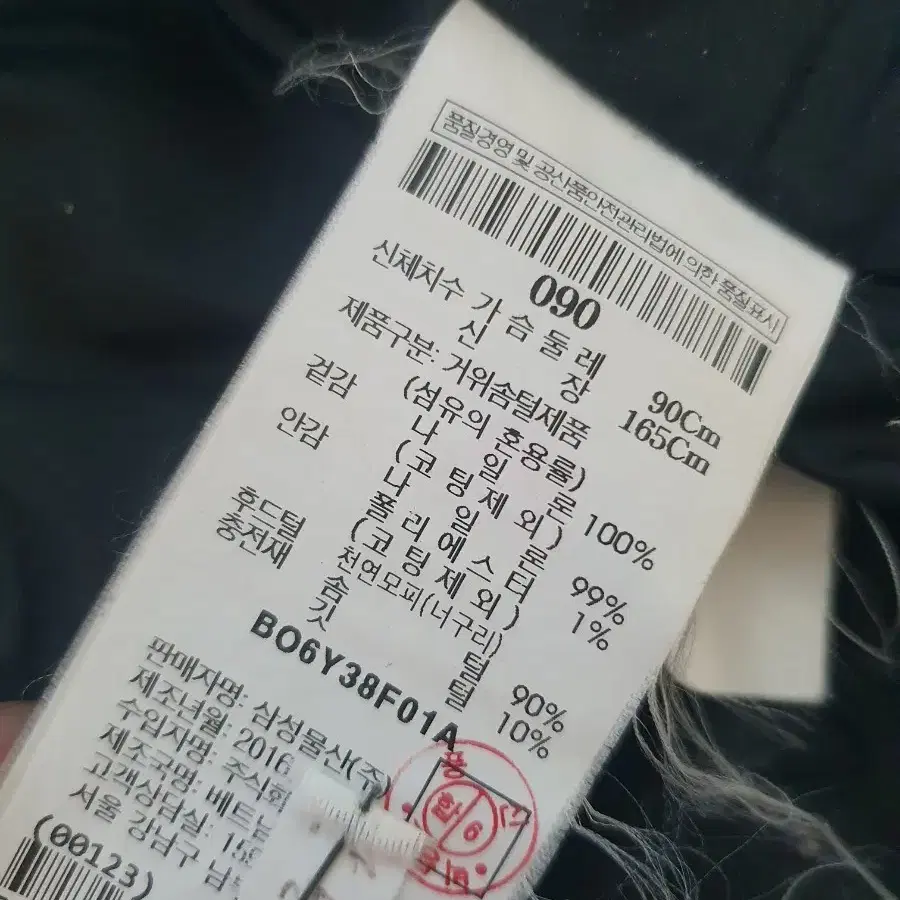 품질경영 및 공산품안전관리법에 의한 품질표시
090
신체치수 가 슴 둘 레 90Cm
신 장 165Cm
제품구분: 거위솜털제품
(섬유의 혼용률)
겉감 나 일 론 100%
(코 팅 제 외)
안감 나 일 론 99%
폴 리 에 스 터 1%
(코 팅 제 외)
후드털 천연모피(너구리)
충전재 솜 털 90%
깃 털 10%
BO6Y38F01A
판매자명: 삼성물산(주)
제조년월: 2016
수입자명: 주식회
제조국명: 베트
고객상담실: 15
서울 강남구
(00123)
합 6